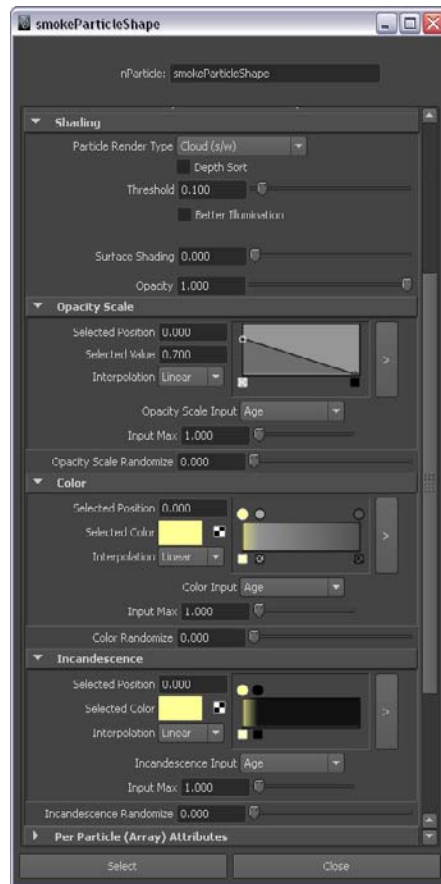 smokeParticleShape
nParticle: smokeParticleShape
Shading
Particle Render Type Cloud (s/w)
Depth Sort
Threshold 0.100
Better Illumination
Surface Shading 0.000
Opacity 1.000
Opacity Scale
Selected Position 0.000
Selected Value 0.700
Interpolation Linear
>
Opacity Scale Input Age
Input Max 1.000
Opacity Scale Randomize 0.000
Color
Selected Position 0.000
Selected Color
Interpolation Linear
>
Color Input Age
Input Max 1.000
Color Randomize 0.000
Incandescence
Selected Position 0.000
Selected Color
Interpolation Linear
>
Incandescence Input Age
Input Max 1.000
Incandescence Randomize 0.000
Per Particle (Array) Attributes
Select Close